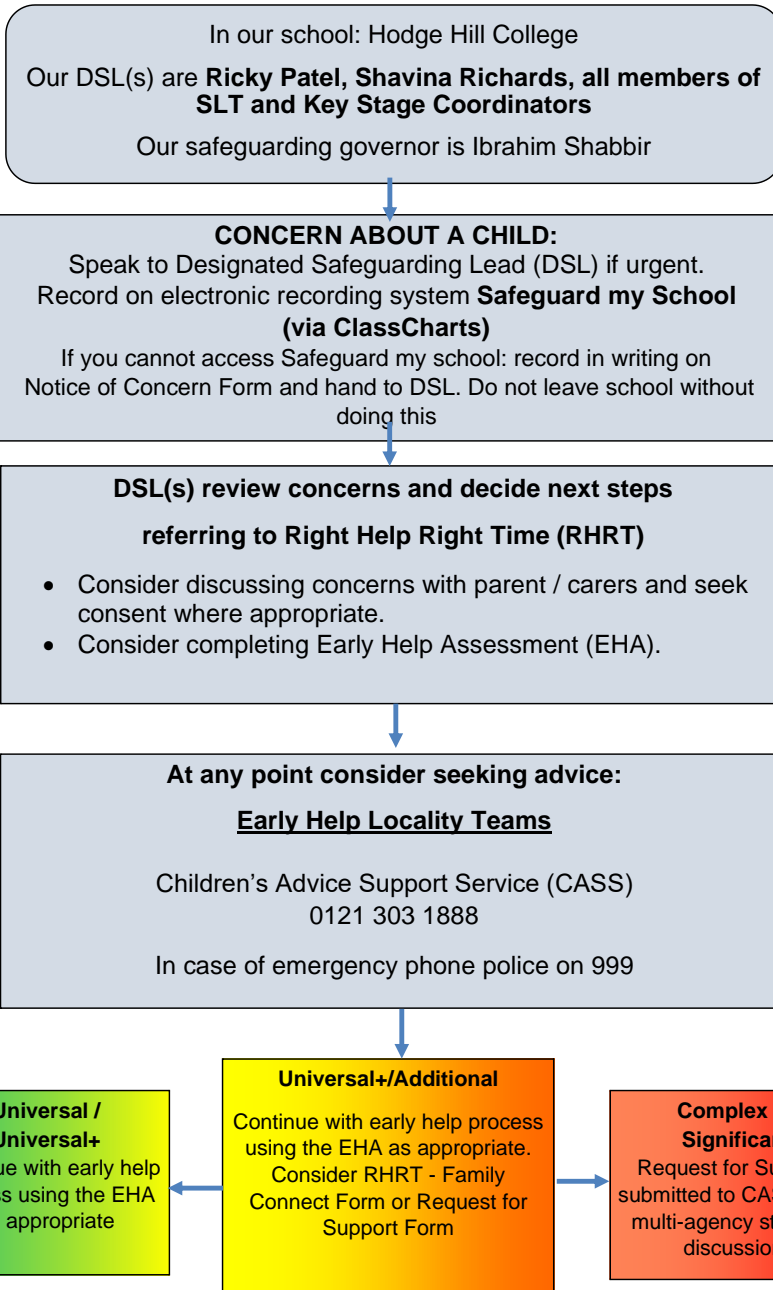 In our school: Hodge Hill College
Our DSL(s) are Ricky Patel, Shavina Richards, all members of
SLT and Key Stage Coordinators
Our safeguarding governor is Ibrahim Shabbir
CONCERN ABOUT A CHILD:
Speak to Designated Safeguarding Lead (DSL) if urgent.
Record on electronic recording system Safeguard my School
(via ClassCharts)
If you cannot access Safeguard my school: record in writing on
Notice of Concern Form and hand to DSL. Do not leave school without
doing this
DSL(s) review concerns and decide next steps
referring to Right Help Right Time (RHRT)
• Consider discussing concerns with parent / carers and seek
consent where appropriate.
• Consider completing Early Help Assessment (EHA).
At any point consider seeking advice:
Early Help Locality Teams
Children's Advice Support Service (CASS)
0121 303 1888
In case of emergency phone police on 999
Universal /
Universal+
with early help
using the EHA
appropriate
Universal+/Additional
Continue with early help process
using the EHA as appropriate.
Consider RHRT - Family
Connect Form or Request for
Support Form
Complex
Request for
submitted to
multi-agency